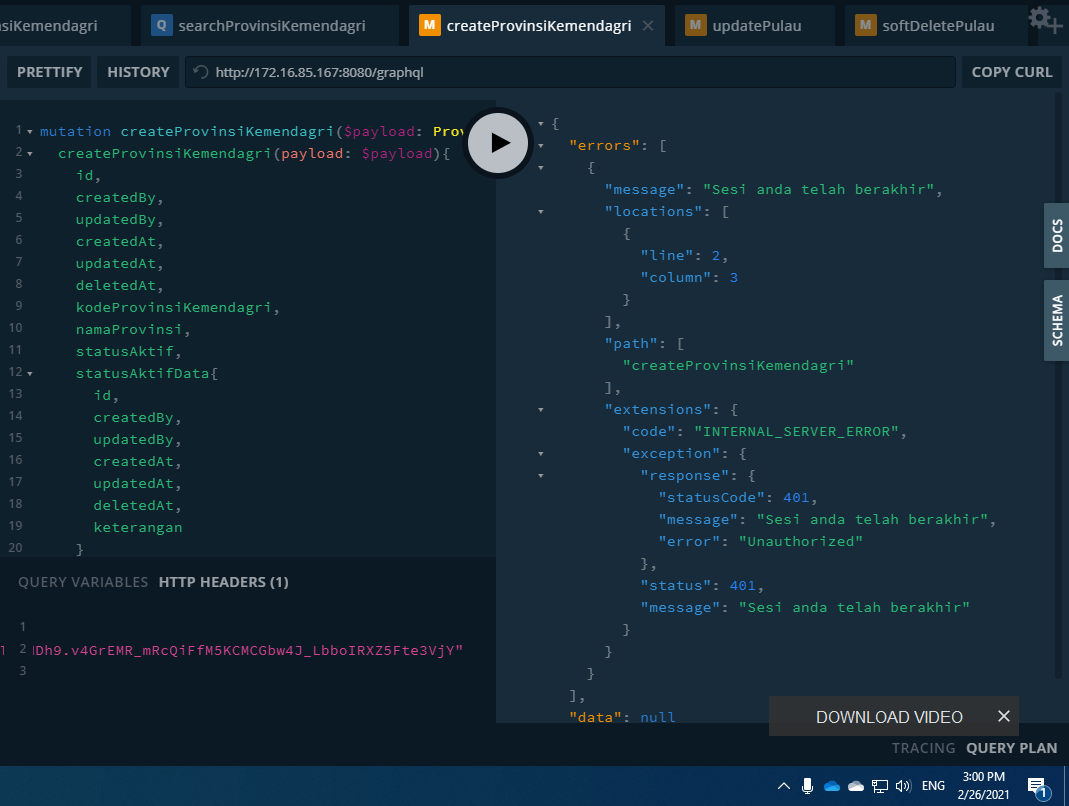 siKemendagri
Q searchProvinsiKemendagri
M createProvinsiKemendagri
M updatePulau
M softDeletePulau
PRETTIFY
HISTORY
http://172.16.85.167:8080/graphql
COPY CURL
1 mutation createProvinsiKemendagri($payload: Prov
2 createProvinsiKemendagri(payload: $payload){
3 id,
4 createdBy,
5 updatedBy,
6 createdAt,
7 updatedAt,
8 deletedAt,
9 kodeProvinsiKemendagri,
10 namaProvinsi,
11 statusAktif,
12 statusAktifData{
13 id,
14 createdBy,
15 updatedBy,
16 createdAt,
17 updatedAt,
18 deletedAt,
19 keterangan
20 }
QUERY VARIABLES HTTP HEADERS (1)
1
2 Dh9.v4GrEMR_mRcQiFfM5KCMCGbw4J_LbboIRXZ5Fte3VjY"
3
{
"errors": [
{
"message": "Sesi anda telah berakhir",
"locations": [
{
"line": 2,
"column": 3
}
],
"path": [
"createProvinsiKemendagri"
],
"extensions": {
"code": "INTERNAL_SERVER_ERROR",
"exception": {
"response": {
"statusCode": 401,
"message": "Sesi anda telah berakhir",
"error": "Unauthorized"
},
"status": 401,
"message": "Sesi anda telah berakhir"
}
}
}
],
"data": null
DOCS
SCHEMA
DOWNLOAD VIDEO
TRACING QUERY PLAN
ENG
3:00 PM
2/26/2021
1